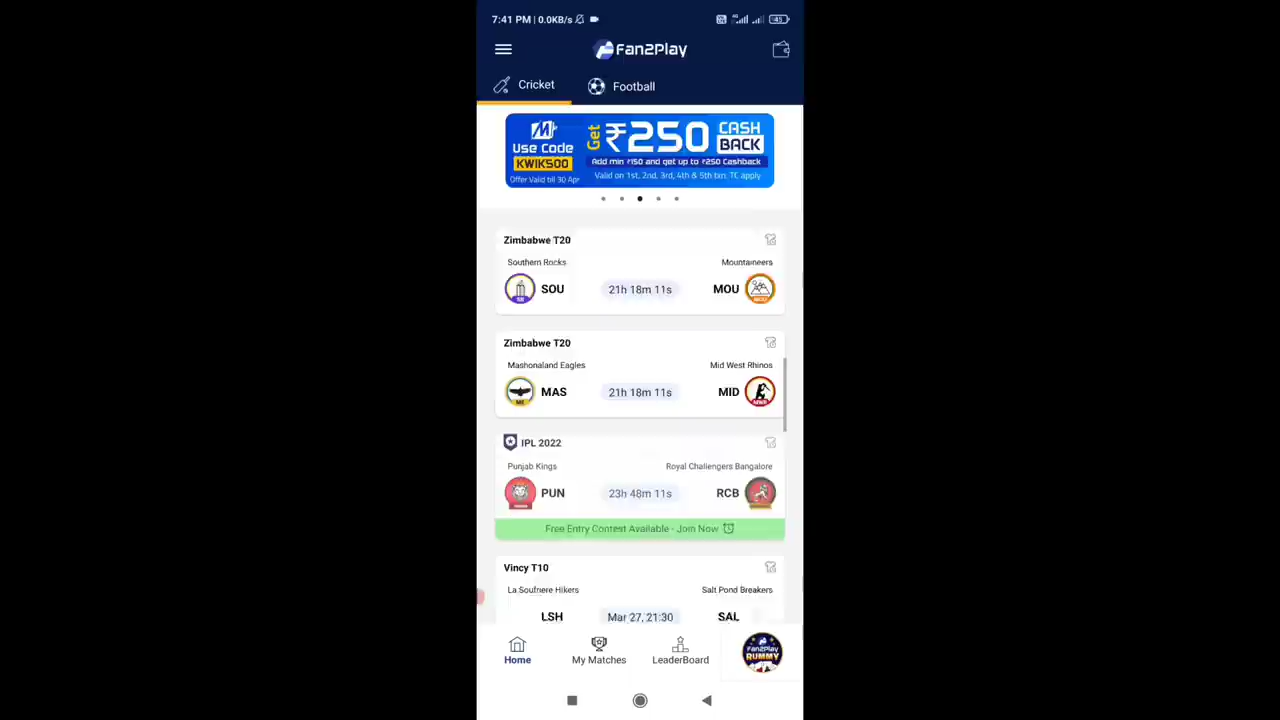 7:41 PM | 0.0KB/s
45
Fan2Play
Cricket
Football
Use Code
KWIK500
Offer Valid till 30 Apr
Get ₹250 CASH BACK
Add min ₹150 and get up to ₹250 Cashback
Valid on 1st, 2nd, 3rd, 4th & 5th txn. TC apply
Zimbabwe T20
Southern Rocks
Mountaineers
SOU
21h 18m 11s
MOU
Zimbabwe T20
Mashonaland Eagles
Mid West Rhinos
MAS
21h 18m 11s
MID
IPL 2022
Punjab Kings
Royal Challengers Bangalore
PUN
23h 48m 11s
RCB
Free Entry Contest Available - Join Now
Vincy T10
La Soufriere Hikers
Salt Pond Breakers
LSH
Mar 27, 21:30
SAL
Home
My Matches
LeaderBoard
Fan2Play
RUMMY